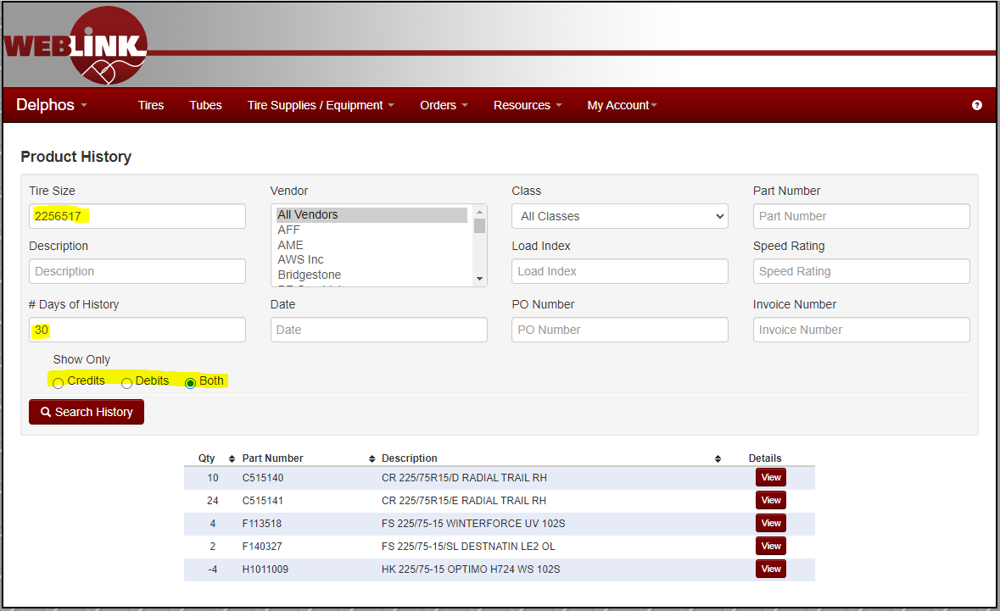 WEBLINK
Delphos Tires Tubes Tire Supplies / Equipment Orders Resources My Account ?
Product History
Tire Size Vendor Class Part Number
2256517 All Vendors All Classes Part Number
AFF
Description AME Load Index Speed Rating
AWS Inc
Description Bridgestone Load Index Speed Rating
# Days of History Date PO Number Invoice Number
30 Date PO Number Invoice Number
Show Only
Credits Debits Both
Search History
Qty Part Number Description Details
10 C515140 CR 225/75R15/D RADIAL TRAIL RH View
24 C515141 CR 225/75R15/E RADIAL TRAIL RH View
4 F113518 FS 225/75-15 WINTERFORCE UV 102S View
2 F140327 FS 225/75-15/SL DESTNATIN LE2 OL View
-4 H1011009 HK 225/75-15 OPTIMO H724 WS 102S View